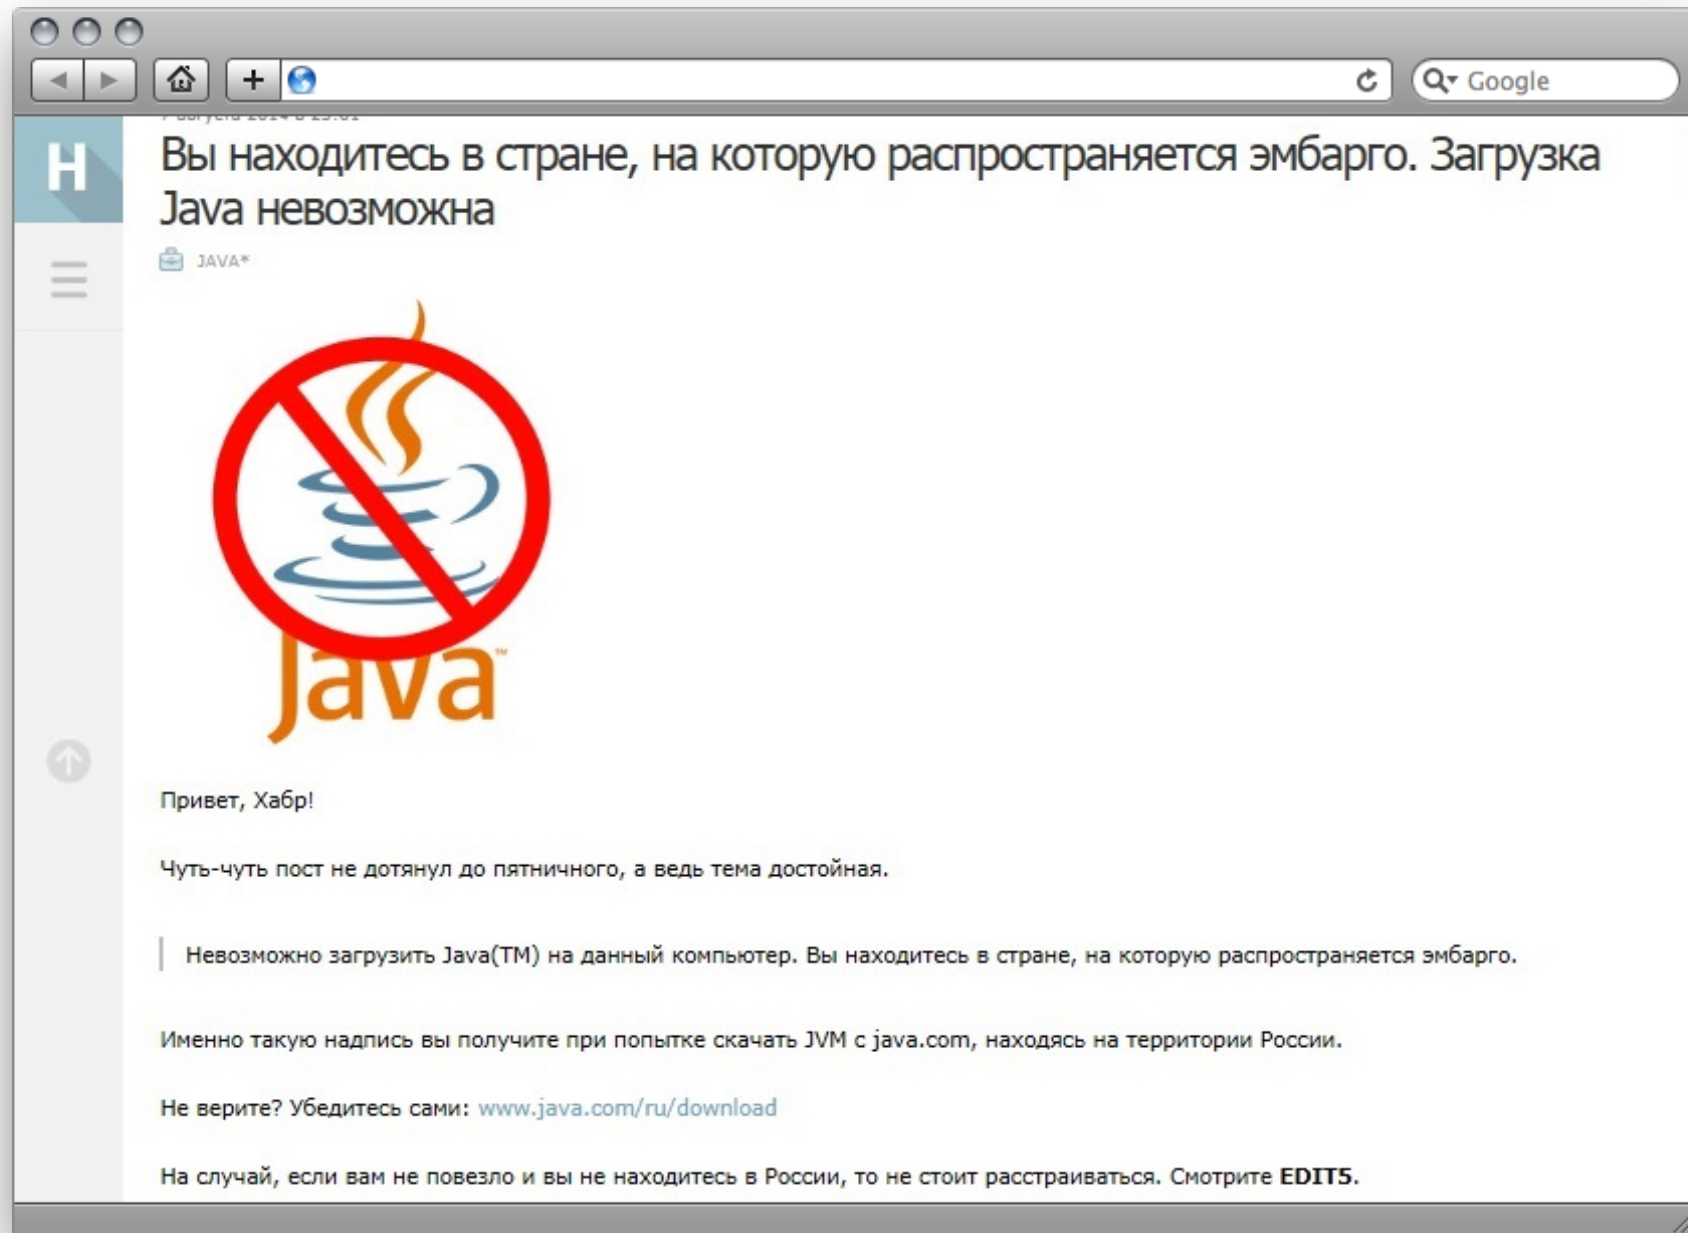 Google
H
Вы находитесь в стране, на которую распространяется эмбарго. Загрузка
Java невозможна
JAVA*
Java™
Привет, Хабр!
Чуть-чуть пост не дотянул до пятничного, а ведь тема достойная.
Невозможно загрузить Java(TM) на данный компьютер. Вы находитесь в стране, на которую распространяется эмбарго.
Именно такую надпись вы получите при попытке скачать JVM с java.com, находясь на территории России.
Не верите? Убедитесь сами: www.java.com/ru/download
На случай, если вам не повезло и вы не находитесь в России, то не стоит расстраиваться. Смотрите EDIT5.